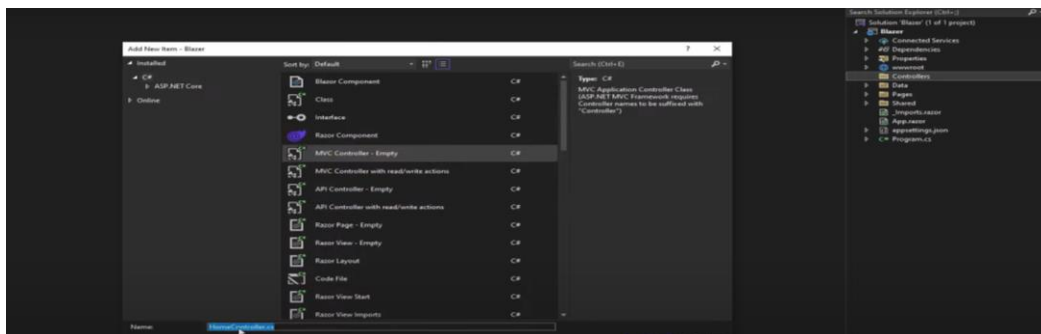 Search Solution Explorer (Ctrl+;)
Solution 'Blazer' (1 of 1 project)
Blazer
Connected Services
Dependencies
Properties
wwwroot
Controllers
Data
Pages
Shared
_Imports.razor
App.razor
appsettings.json
C# Program.cs
Add New Item - Blazer
Installed
C#
ASP.NET Core
Online
Sort by: Default
Search (Ctrl+E)
Blazor Component C#
Class C#
Interface C#
Razor Component C#
MVC Controller - Empty C#
MVC Controller with read/write actions C#
API Controller - Empty C#
API Controller with read/write actions C#
Razor Page - Empty C#
Razor View - Empty C#
Razor Layout C#
Code File C#
Razor View Start C#
Razor View Imports C#
Type: C#
MVC Application Controller Class
(ASP.NET MVC Framework requires
Controller names to be suffixed with
"Controller")
Name: HomeController.cs